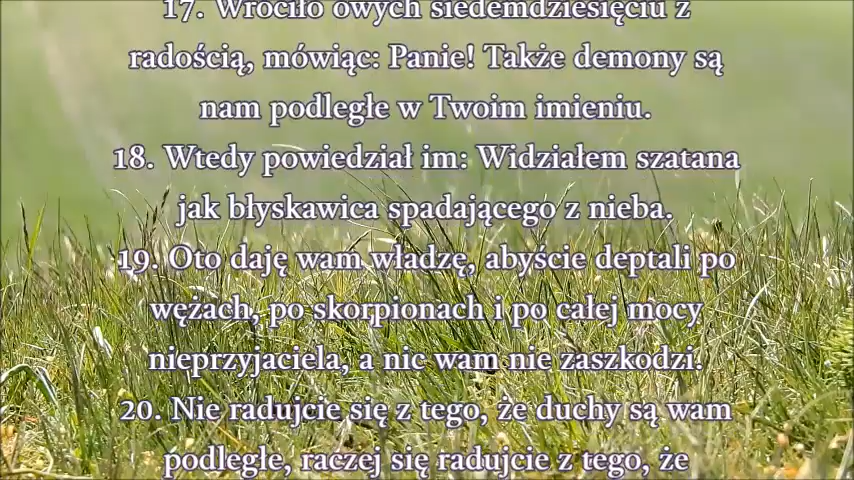 17. Wróciło owych siedemdziesięciu z
radością, mówiąc: Panie! Także demony są
nam podległe w Twoim imieniu.
18. Wtedy powiedział im: Widziałem szatana
jak błyskawica spadającego z nieba.
19. Oto daję wam władzę, abyście deptali po
wężach, po skorpionach i po całej mocy
nieprzyjaciela, a nic wam nie zaszkodzi.
20. Nie radujcie się z tego, że duchy są wam
podległe, raczej się radujcie z tego, że